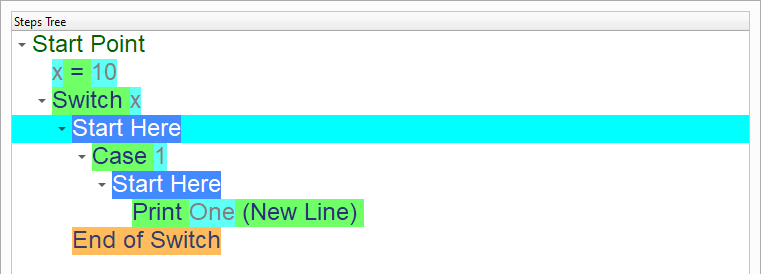 Steps Tree
Start Point
x = 10
Switch x
Start Here
Case 1
Start Here
Print One (New Line)
End of Switch